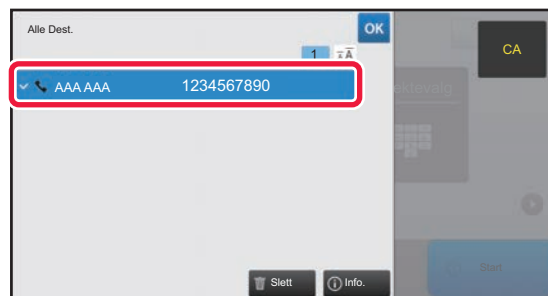 Alle Dest.
OK
CA
1
AAA AAA 1234567890
Slett
Info.
Start